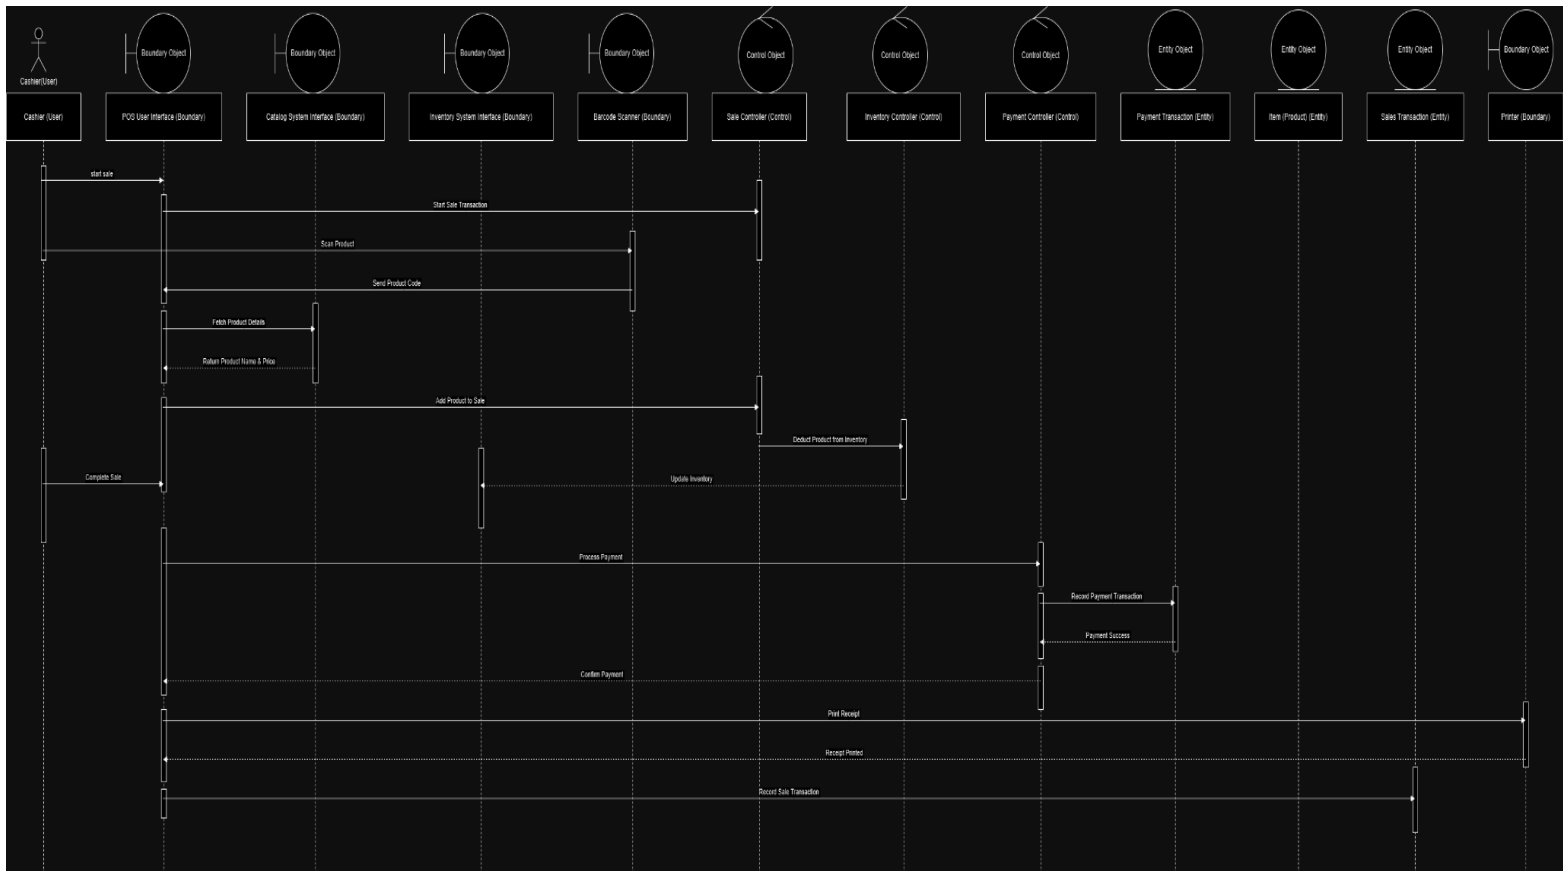 Boundary Object
Boundary Object
Boundary Object
Boundary Object
Control Object
Control Object
Control Object
Entity Object
Entity Object
Entity Object
Boundary Object
Cashier(User)
Cashier (User)
POS User Interface (Boundary)
Catalog System Interface (Boundary)
Inventory System Interface (Boundary)
Barcode Scanner (Boundary)
Sale Controller (Control)
Inventory Controller (Control)
Payment Controller (Control)
Payment Transaction (Entity)
Item (Product) (Entity)
Sales Transaction (Entity)
Printer (Boundary)
start sale
Start Sale Transaction
Scan Product
Send Product Code
Fetch Product Details
Return Product Name & Price
Add Product to Sale
Deduct Product from Inventory
Complete Sale
Update Inventory
Process Payment
Record Payment Transaction
Payment Success
Confirm Payment
Print Receipt
Receipt Printed
Record Sale Transaction